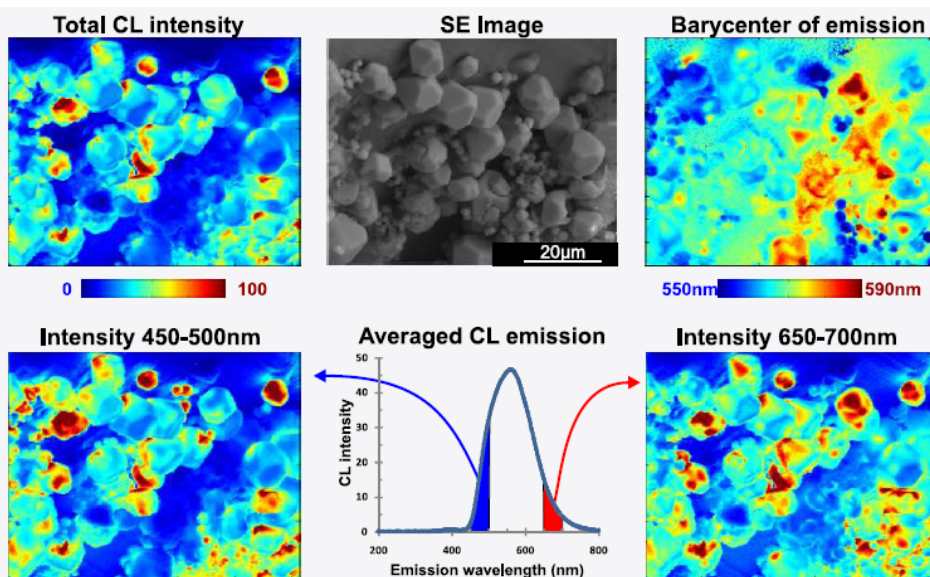 Total CL intensity
SE Image
Barycenter of emission
20µm
0
100
550nm
590nm
Intensity 450-500nm
Averaged CL emission
Intensity 650-700nm
50
40
30
20
10
0
CL intensity
200
400
600
800
Emission wavelength (nm)